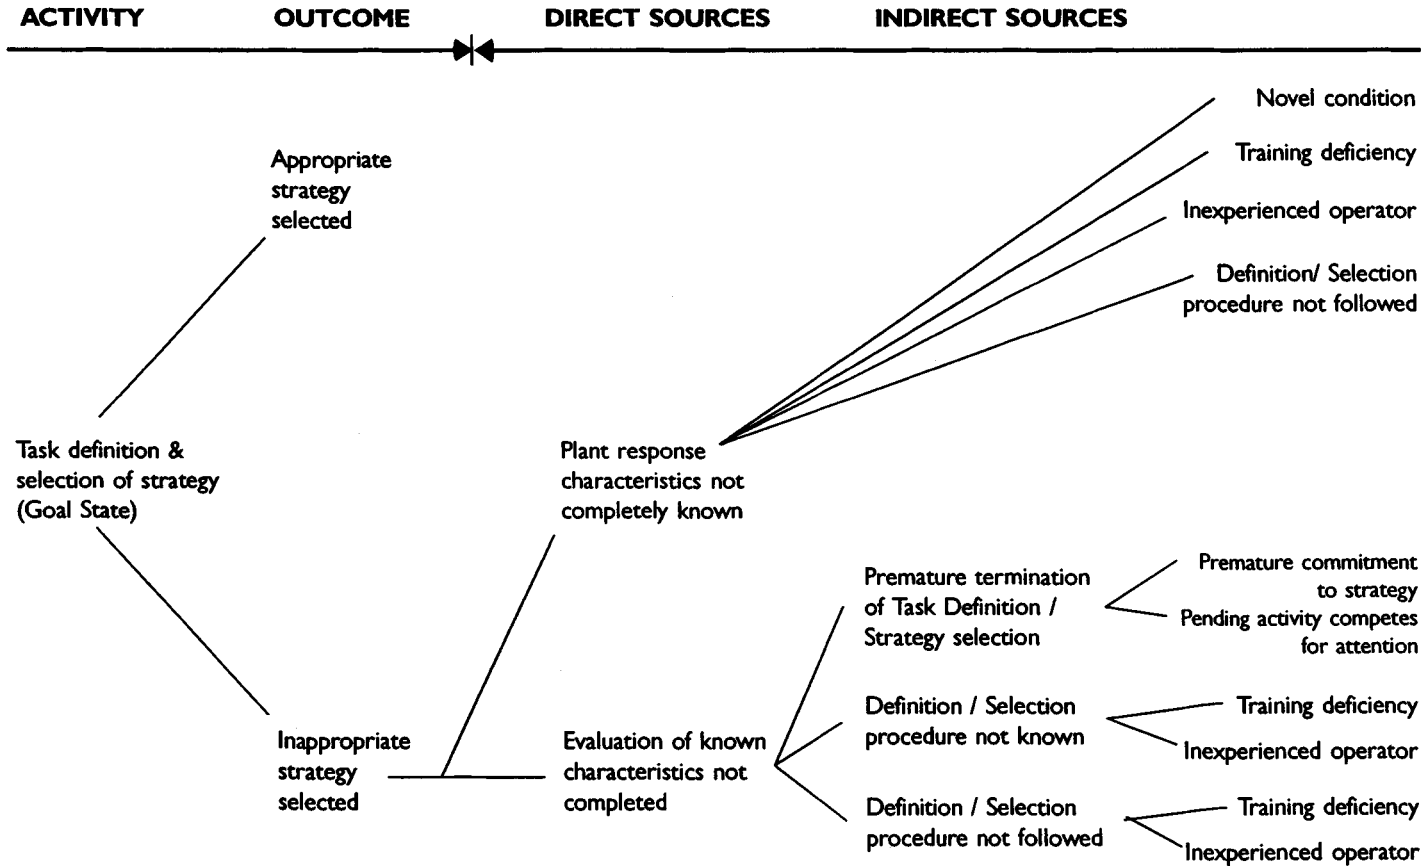 ACTIVITY
OUTCOME
DIRECT SOURCES
INDIRECT SOURCES
Novel condition
Training deficiency
Inexperienced operator
Definition/ Selection
procedure not followed
Appropriate
strategy
selected
Task definition &
selection of strategy
(Goal State)
Plant response
characteristics not
completely known
Inappropriate
strategy
selected
Evaluation of known
characteristics not
completed
Premature termination
of Task Definition /
Strategy selection
Premature commitment
to strategy
Pending activity competes
for attention
Definition / Selection
procedure not known
Training deficiency
Inexperienced operator
Definition / Selection
procedure not followed
Training deficiency
Inexperienced operator